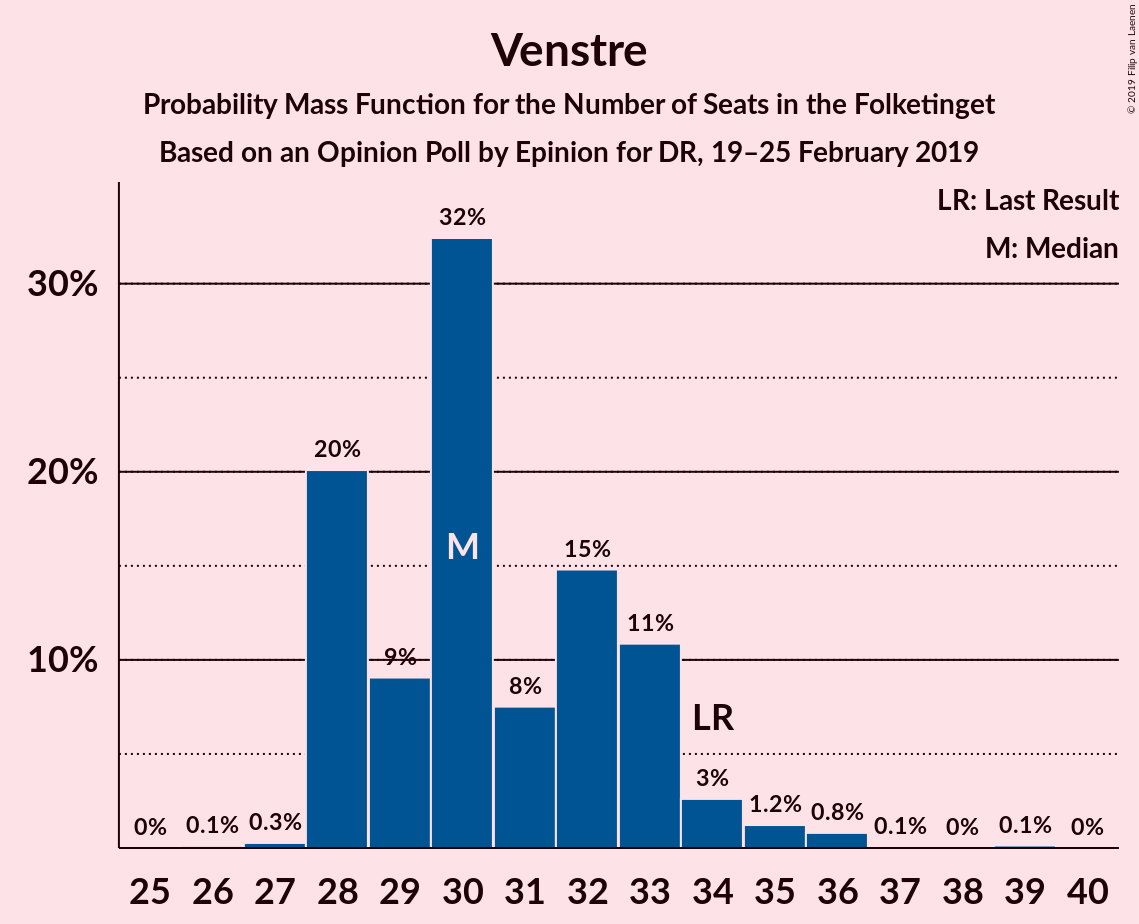 Venstre
Probability Mass Function for the Number of Seats in the Folketinget
Based on an Opinion Poll by Epinion for DR, 19–25 February 2019
© 2019 Filip van Laenen
LR: Last Result
M: Median
30%
20%
10%
0%
0.1%
0.3%
20%
9%
32%
M
8%
15%
11%
LR
3%
1.2%
0.8%
0.1%
0%
0.1%
0%
25 26 27 28 29 30 31 32 33 34 35 36 37 38 39 40